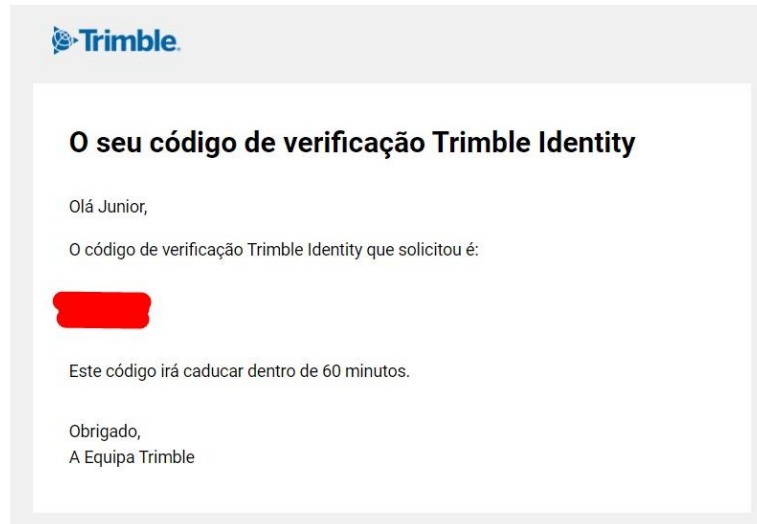 Trimble.
O seu código de verificação Trimble Identity
Olá Junior,
O código de verificação Trimble Identity que solicitou é:
Este código irá caducar dentro de 60 minutos.
Obrigado,
A Equipa Trimble